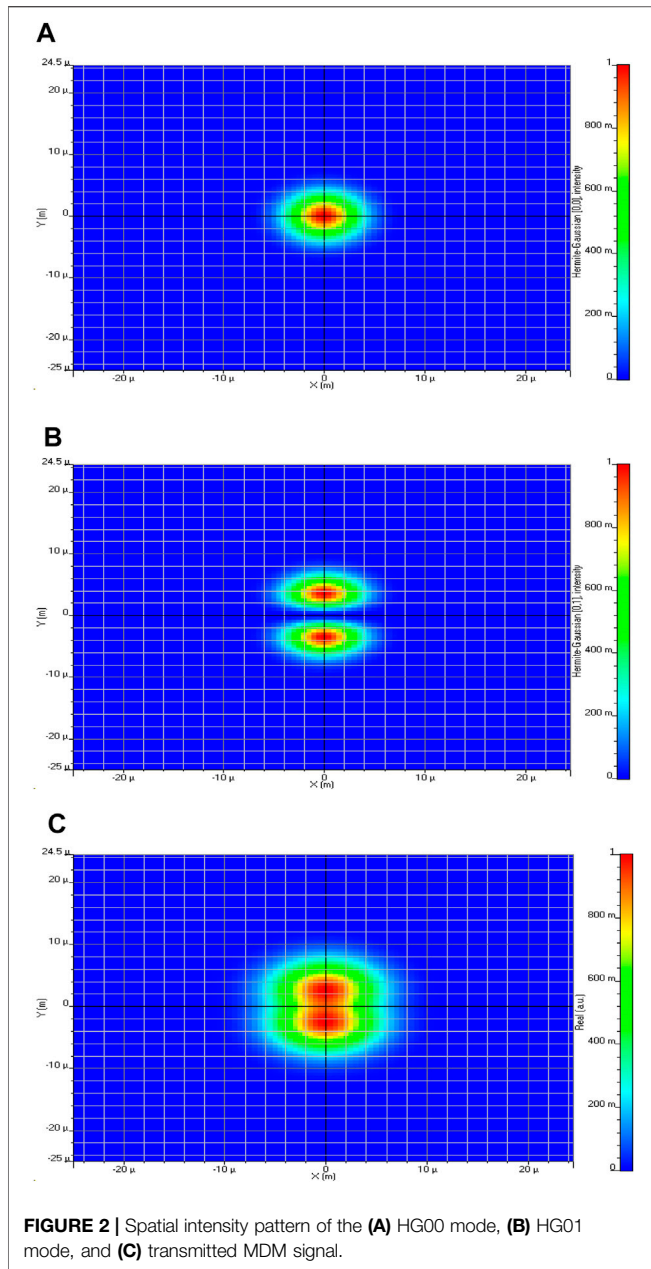 A
24.5 μ
20 μ
10 μ
Y (m)
0
-10 μ
-20 μ
-25 μ
-20 μ
-10 μ
0
10 μ
20 μ
X (m)
1
800 m
600 m
400 m
200 m
0
Hermite-Gaussian [0,0], intensity
B
24.5 μ
20 μ
10 μ
Y (m)
0
-10 μ
-20 μ
-25 μ
-20 μ
-10 μ
0
10 μ
20 μ
X (m)
1
800 m
600 m
400 m
200 m
0
Hermite-Gaussian [0,1], intensity
C
24.5 μ
20 μ
10 μ
Y (m)
0
-10 μ
-20 μ
-25 μ
-20 μ
-10 μ
0
10 μ
20 μ
X (m)
1
800 m
600 m
400 m
200 m
0
Real (a.u.)
FIGURE 2 | Spatial intensity pattern of the (A) HG00 mode, (B) HG01
mode, and (C) transmitted MDM signal.